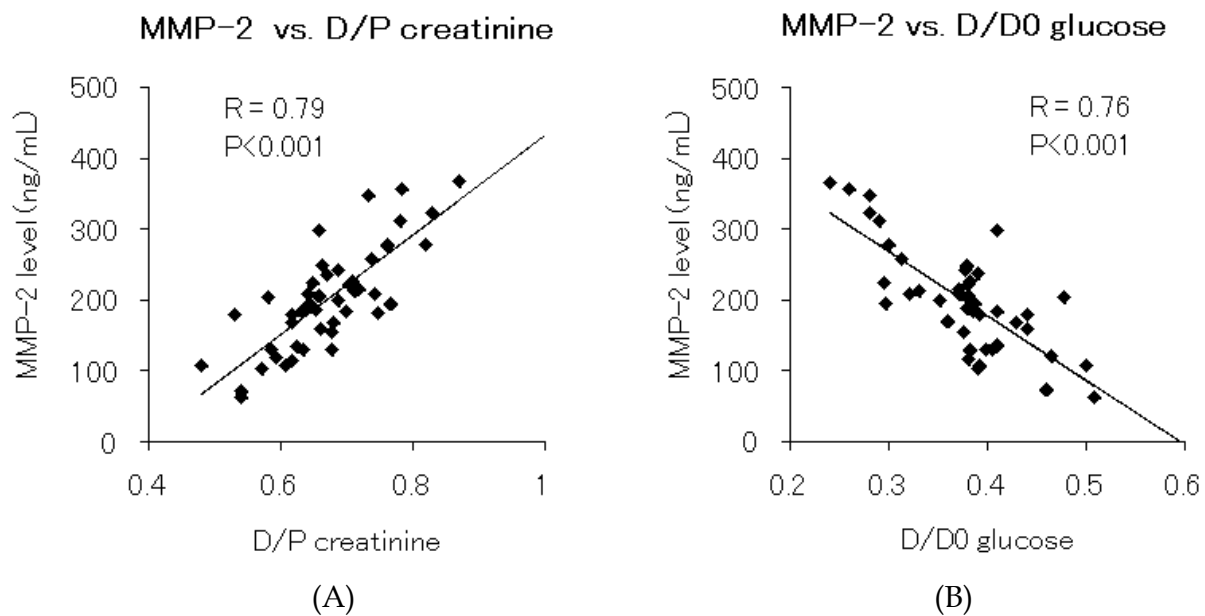 MMP-2 vs. D/P creatinine
MMP-2 level(ng/mL)
500
400
300
200
100
0
R = 0.79
P<0.001
0.4 0.6 0.8 1
D/P creatinine
(A)
MMP-2 vs. D/D0 glucose
MMP-2 level(ng/mL)
500
400
300
200
100
0
R = 0.76
P<0.001
0.2 0.3 0.4 0.5 0.6
D/D0 glucose
(B)